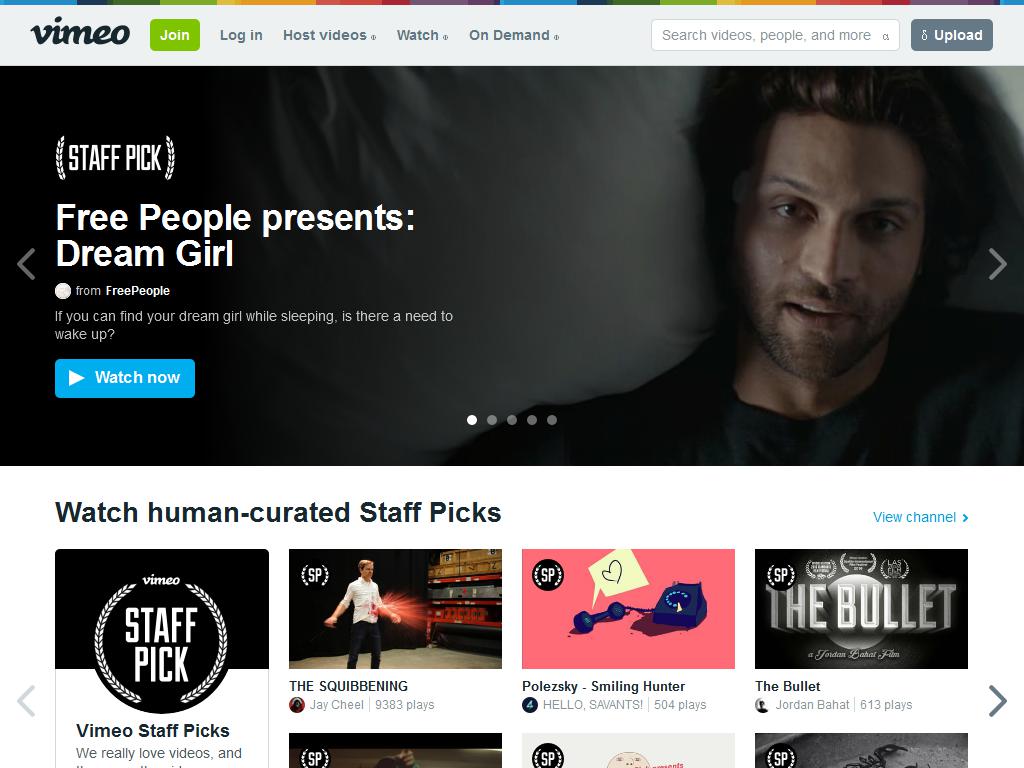 vimeo
Join
Log in
Host videos
Watch
On Demand
Search videos, people, and more
Upload
STAFF PICK
Free People presents:
Dream Girl
from FreePeople
If you can find your dream girl while sleeping, is there a need to
wake up?
Watch now
Watch human-curated Staff Picks
View channel
vimeo
STAFF
PICK
Vimeo Staff Picks
We really love videos, and
SP
THE SQUIBBENING
Jay Cheel 9383 plays
SP
Polezsky - Smiling Hunter
HELLO, SAVANTS! 504 plays
SP
THE BULLET
a Jordan Bahat Film
The Bullet
Jordan Bahat 613 plays
SP
SP
presents
SP